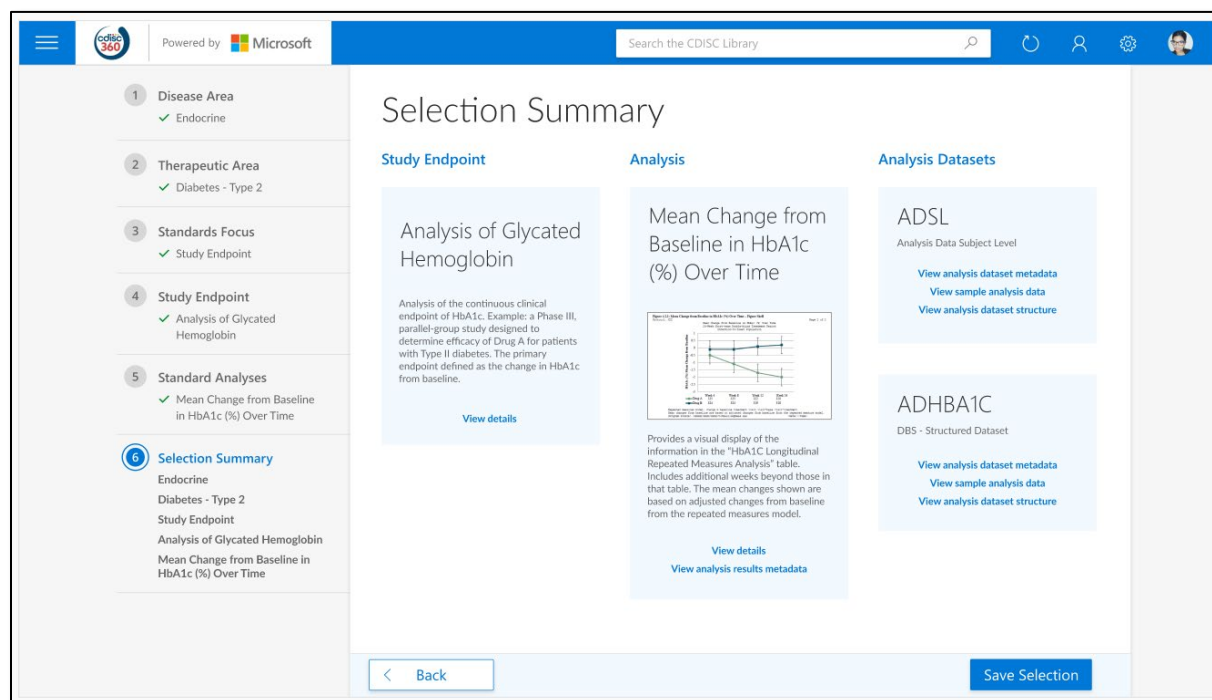 cdisc
360
Powered by Microsoft
Search the CDISC Library
1 Disease Area
Endocrine
2 Therapeutic Area
Diabetes - Type 2
3 Standards Focus
Study Endpoint
4 Study Endpoint
Analysis of Glycated
Hemoglobin
5 Standard Analyses
Mean Change from Baseline
in HbA1c (%) Over Time
6 Selection Summary
Endocrine
Diabetes - Type 2
Study Endpoint
Analysis of Glycated Hemoglobin
Mean Change from Baseline in
HbA1c (%) Over Time
Selection Summary
Study Endpoint
Analysis of Glycated
Hemoglobin
Analysis of the continuous clinical
endpoint of HbA1c. Example: a Phase III,
parallel-group study designed to
determine efficacy of Drug A for patients
with Type II diabetes. The primary
endpoint defined as the change in HbA1c
from baseline.
View details
Analysis
Mean Change from
Baseline in HbA1c
(%) Over Time
Provides a visual display of the
information in the "HbA1C Longitudinal
Repeated Measures Analysis" table.
Includes additional weeks beyond those in
that table. The mean changes shown are
based on adjusted changes from baseline
from the repeated measures model.
View details
View analysis results metadata
Analysis Datasets
ADSL
Analysis Data Subject Level
View analysis dataset metadata
View sample analysis data
View analysis dataset structure
ADHBA1C
DBS - Structured Dataset
View analysis dataset metadata
View sample analysis data
View analysis dataset structure
Back
Save Selection